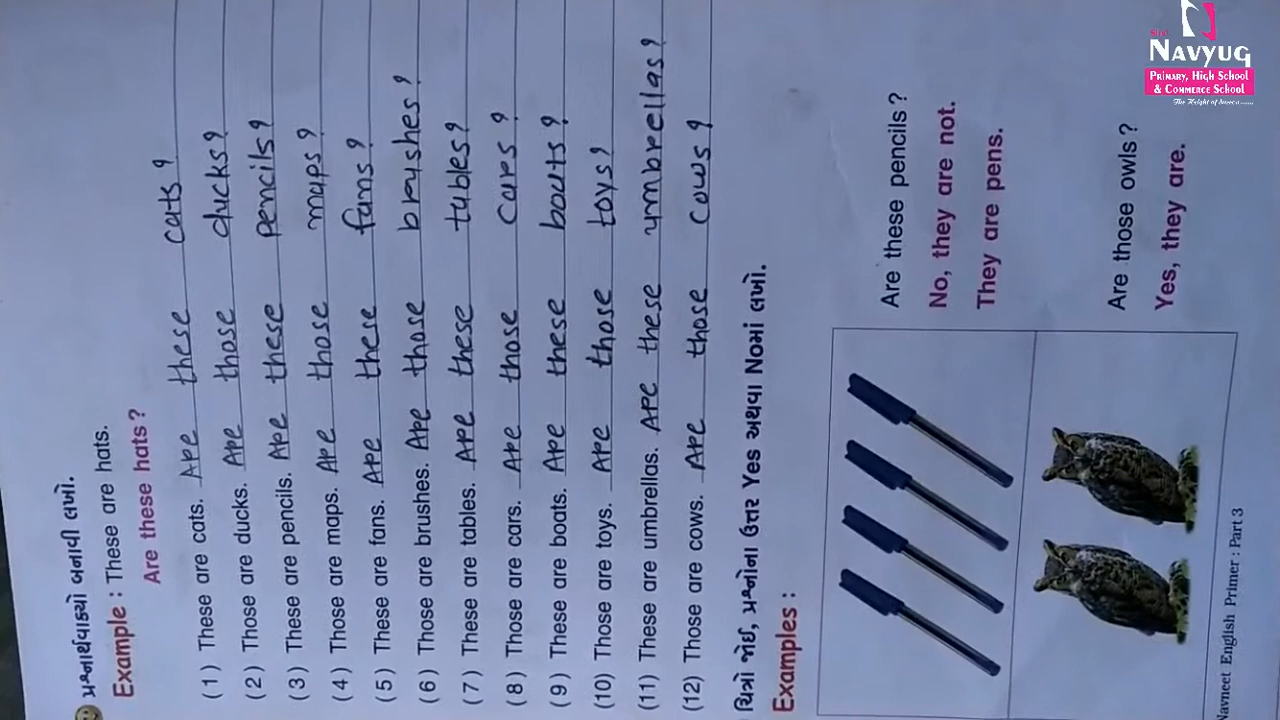 પ્રશ્નાર્થવાક્યો બનાવી લખો.
Example : These are hats.
Are these hats ?
(1) These are cats. Are these cats?
(2) Those are ducks. Are those ducks?
(3) These are pencils. Are these pencils?
(4) Those are maps. Are those maps?
(5) These are fans. Are these fans?
(6) Those are brushes. Are those brushes?
(7) These are tables. Are these tables?
(8) Those are cars. Are those cars?
(9) These are boats. Are these boats?
(10) Those are toys. Are those toys?
(11) These are umbrellas. Are these umbrellas?
(12) Those are cows. Are those cows?
ચિત્રો જોઈ, પ્રશ્નોના ઉત્તર Yes અથવા Noમાં લખો.
Examples :
Are these pencils ?
No, they are not.
They are pens.
Are those owls ?
Yes, they are.
Navneet English Primer : Part 3
Shri
NAVYUG
PRIMARY, HIGH SCHOOL
& COMMERCE SCHOOL